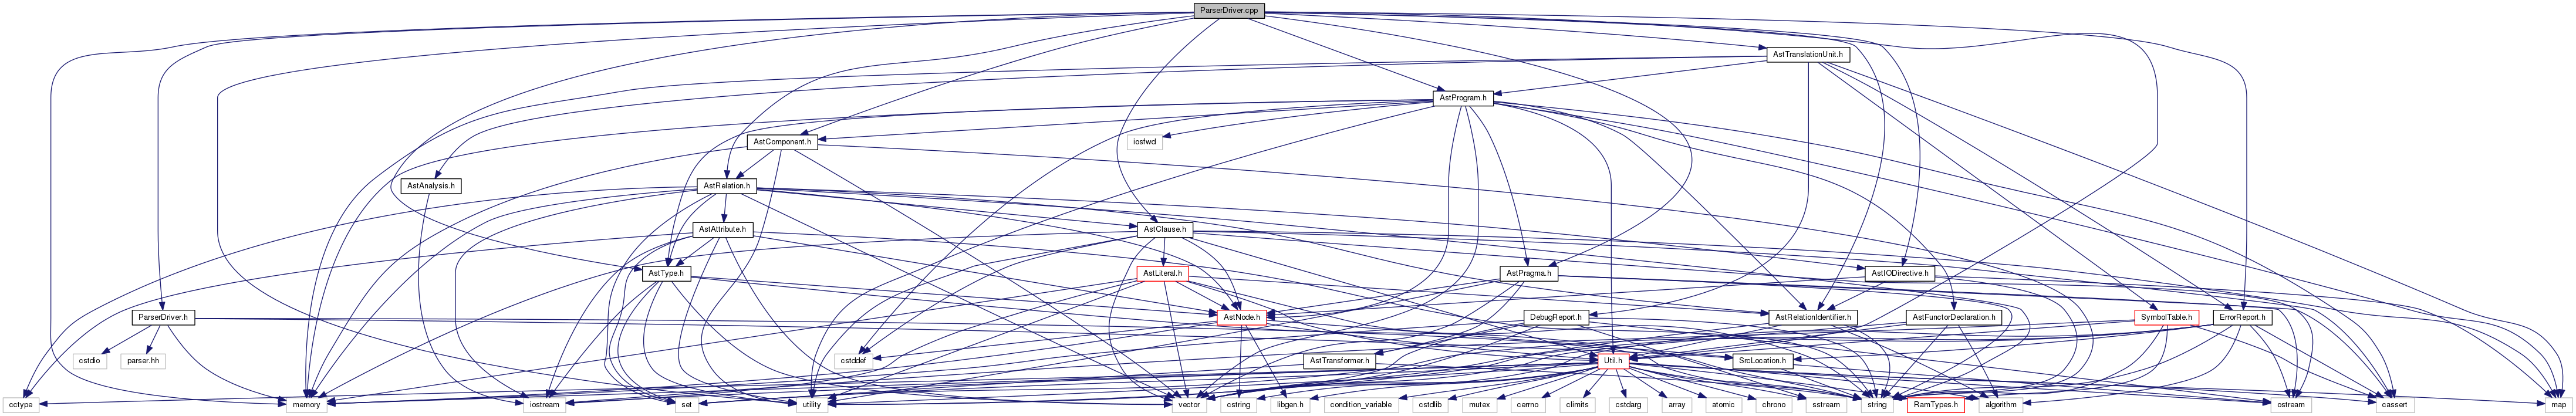 ParserDriver.cpp
AstTranslationUnit.h
AstProgram.h
AstComponent.h
iosfwd
AstAnalysis.h
AstRelation.h
AstAttribute.h
AstClause.h
AstType.h
AstLiteral.h
AstPragma.h
AstIODirective.h
ParserDriver.h
AstNode.h
DebugReport.h
AstRelationIdentifier.h
AstFunctorDeclaration.h
SymbolTable.h
ErrorReport.h
cstdio
parser.hh
cstddef
AstTransformer.h
Util.h
SrcLocation.h
cctype
memory
iostream
set
utility
vector
cstring
libgen.h
condition_variable
cstdlib
mutex
cerrno
climits
cstdarg
array
atomic
chrono
sstream
string
RamTypes.h
algorithm
ostream
cassert
map